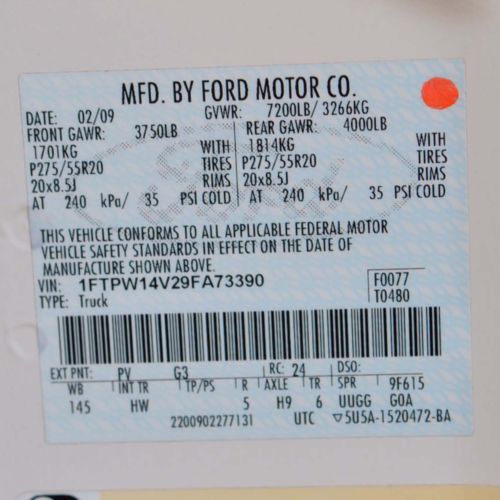 MFD. BY FORD MOTOR CO.
DATE: 02/09 GVWR: 7200LB/ 3266KG
FRONT GAWR: 3750LB REAR GAWR: 4000LB
1701KG WITH 1814KG WITH
P275/55R20 TIRES P275/55R20 TIRES
20x8.5J RIMS 20x8.5J RIMS
AT 240 kPa/ 35 PSI COLD AT 240 kPa/ 35 PSI COLD
THIS VEHICLE CONFORMS TO ALL APPLICABLE FEDERAL MOTOR
VEHICLE SAFETY STANDARDS IN EFFECT ON THE DATE OF
MANUFACTURE SHOWN ABOVE.
VIN: 1FTPW14V29FA73390 F0077
TYPE: Truck T0480
EXT PNT: PV G3 RC: 24 DSO:
WB INT TR TP/PS R AXLE TR SPR 9F615
145 HW 5 H9 6 UUGG GOA
2200902277131 UTC ▽5U5A-1520472-BA